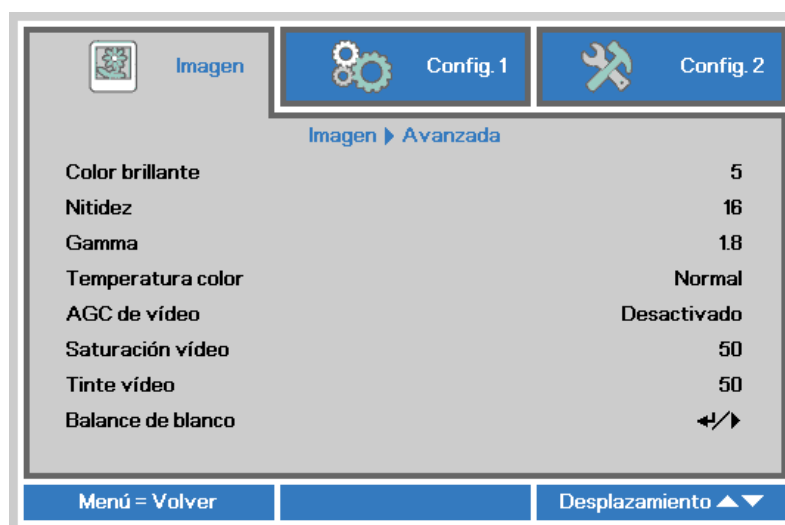 Imagen Config. 1 Config. 2
Imagen ▶ Avanzada
Color brillante 5
Nitidez 16
Gamma 1.8
Temperatura color Normal
AGC de vídeo Desactivado
Saturación vídeo 50
Tinte vídeo 50
Balance de blanco ↵/▶
Menú = Volver Desplazamiento ▲▼